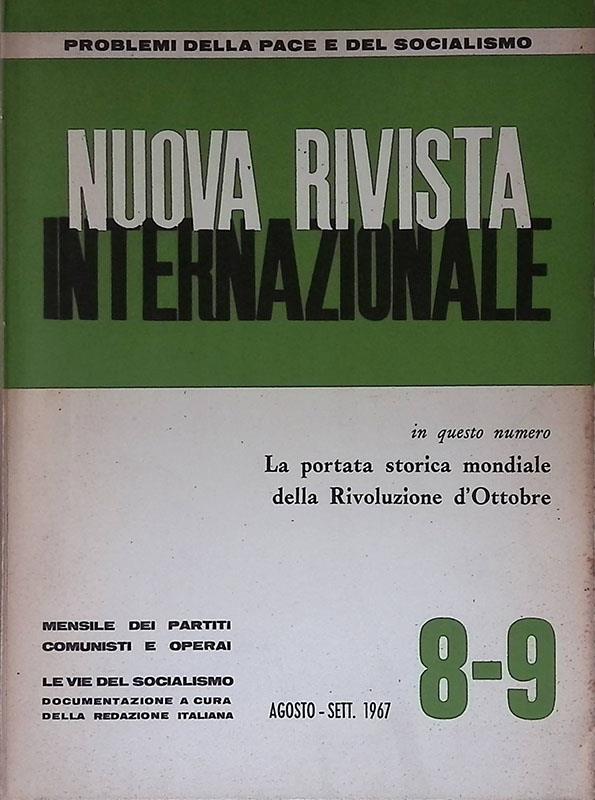 PROBLEMI DELLA PACE E DEL SOCIALISMO
NUOVA RIVISTA
INTERNAZIONALE
in questo numero
La portata storica mondiale
della Rivoluzione d'Ottobre
MENSILE DEI PARTITI
COMUNISTI E OPERAI
LE VIE DEL SOCIALISMO
DOCUMENTAZIONE A CURA
DELLA REDAZIONE ITALIANA
AGOSTO - SETT. 1967
8-9